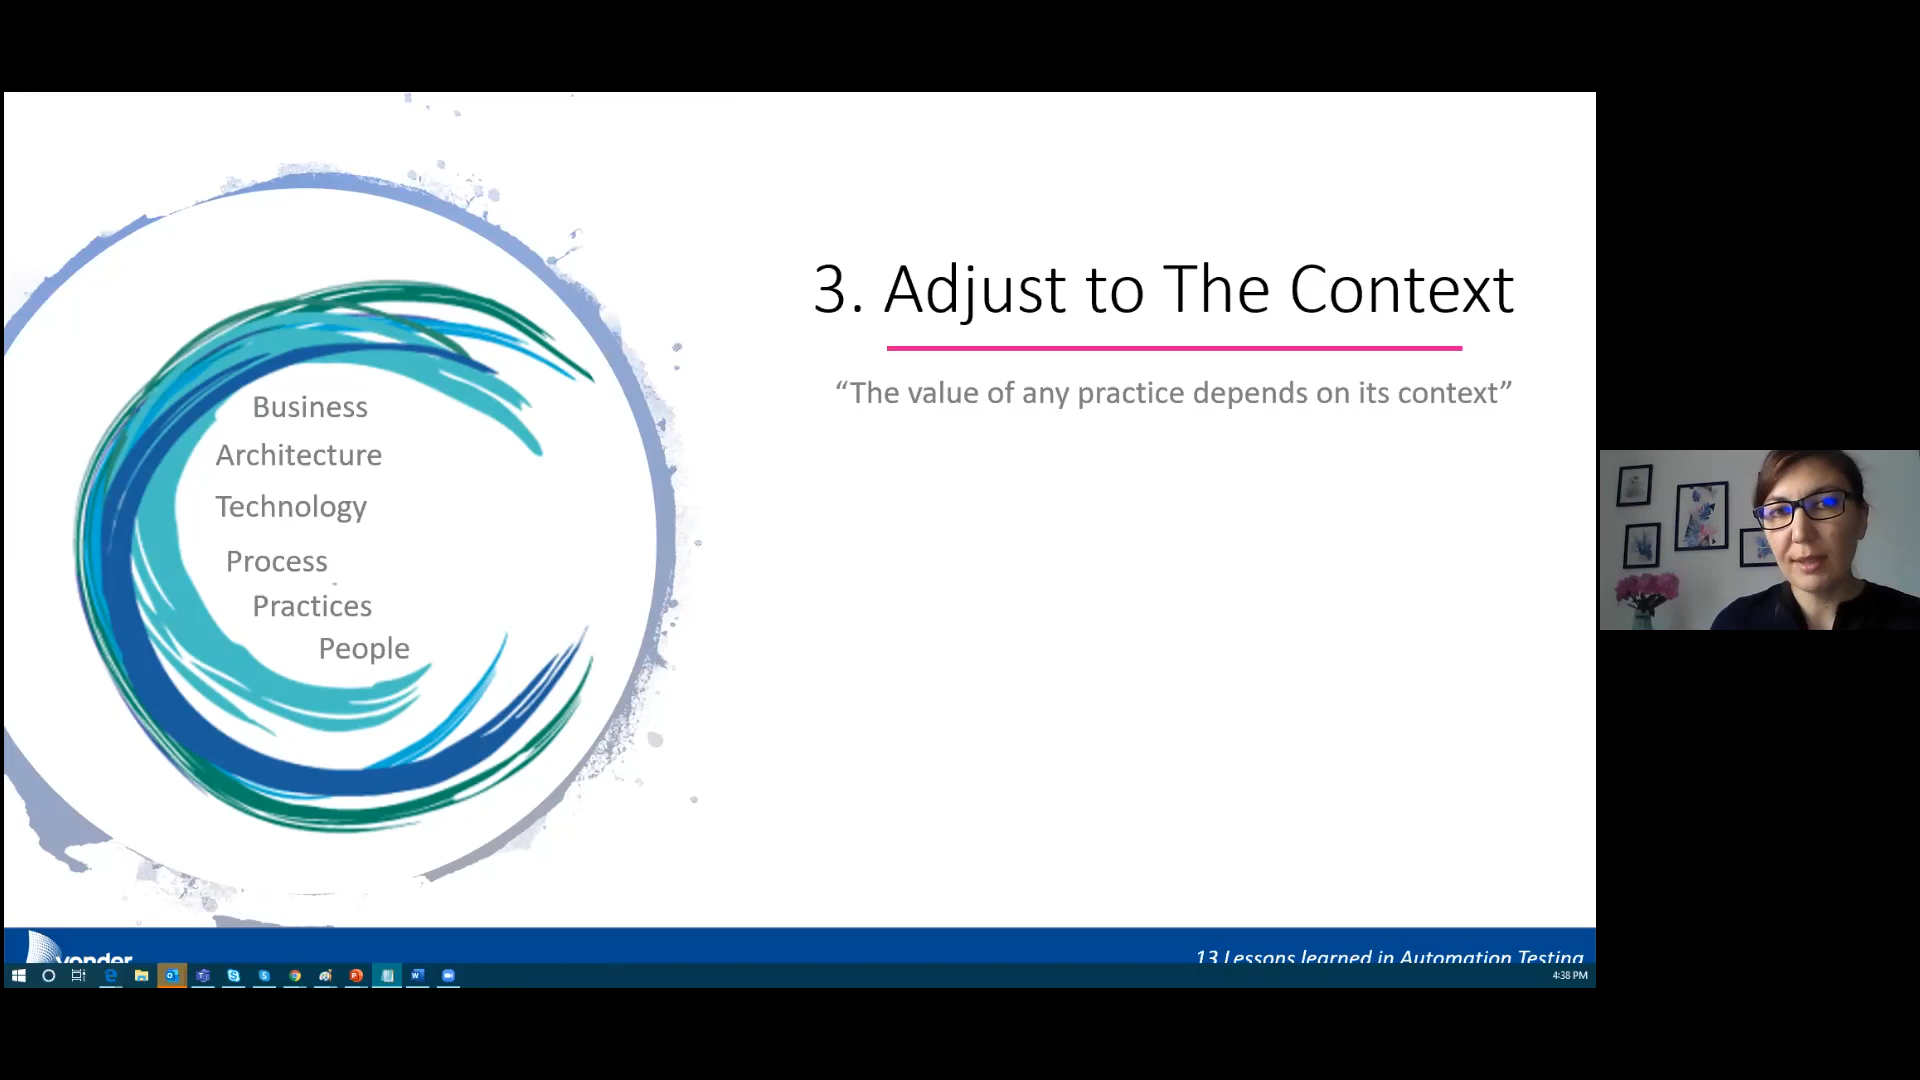 3. Adjust to The Context
“The value of any practice depends on its context”
Business
Architecture
Technology
Process
Practices
People
yonder
13 Lessons learned in Automation Testing
4:38 PM